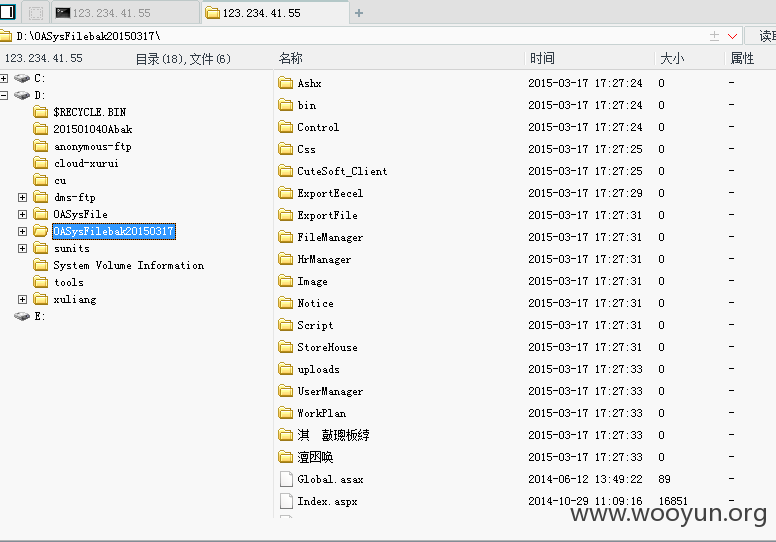 123.234.41.55 123.234.41.55 +
D:\OASysFilebak20150317\ 读取
123.234.41.55 目录(18),文件(6) 名称 时间 大小 属性
C:
D:
$RECYCLE.BIN
20150104OAbak
anonymous-ftp
cloud-xurui
cu
dms-ftp
OASysFile
OASysFilebak20150317
sunits
System Volume Information
tools
xuliang
E:
Ashx 2015-03-17 17:27:24 0 -
bin 2015-03-17 17:27:24 0 -
Control 2015-03-17 17:27:24 0 -
Css 2015-03-17 17:27:25 0 -
CuteSoft_Client 2015-03-17 17:27:25 0 -
ExportEecel 2015-03-17 17:27:29 0 -
ExportFile 2015-03-17 17:27:31 0 -
FileManager 2015-03-17 17:27:31 0 -
HrManager 2015-03-17 17:27:31 0 -
Image 2015-03-17 17:27:31 0 -
Notice 2015-03-17 17:27:31 0 -
Script 2015-03-17 17:27:31 0 -
StoreHouse 2015-03-17 17:27:31 0 -
uploads 2015-03-17 17:27:33 0 -
UserManager 2015-03-17 17:27:33 0 -
WorkPlan 2015-03-17 17:27:33 0 -
2015-03-17 17:27:33 0 -
2015-03-17 17:27:33 0 -
Global.asax 2014-06-12 13:49:22 89 -
Index.aspx 2014-10-29 11:09:16 16851 -
www.wooyun.org